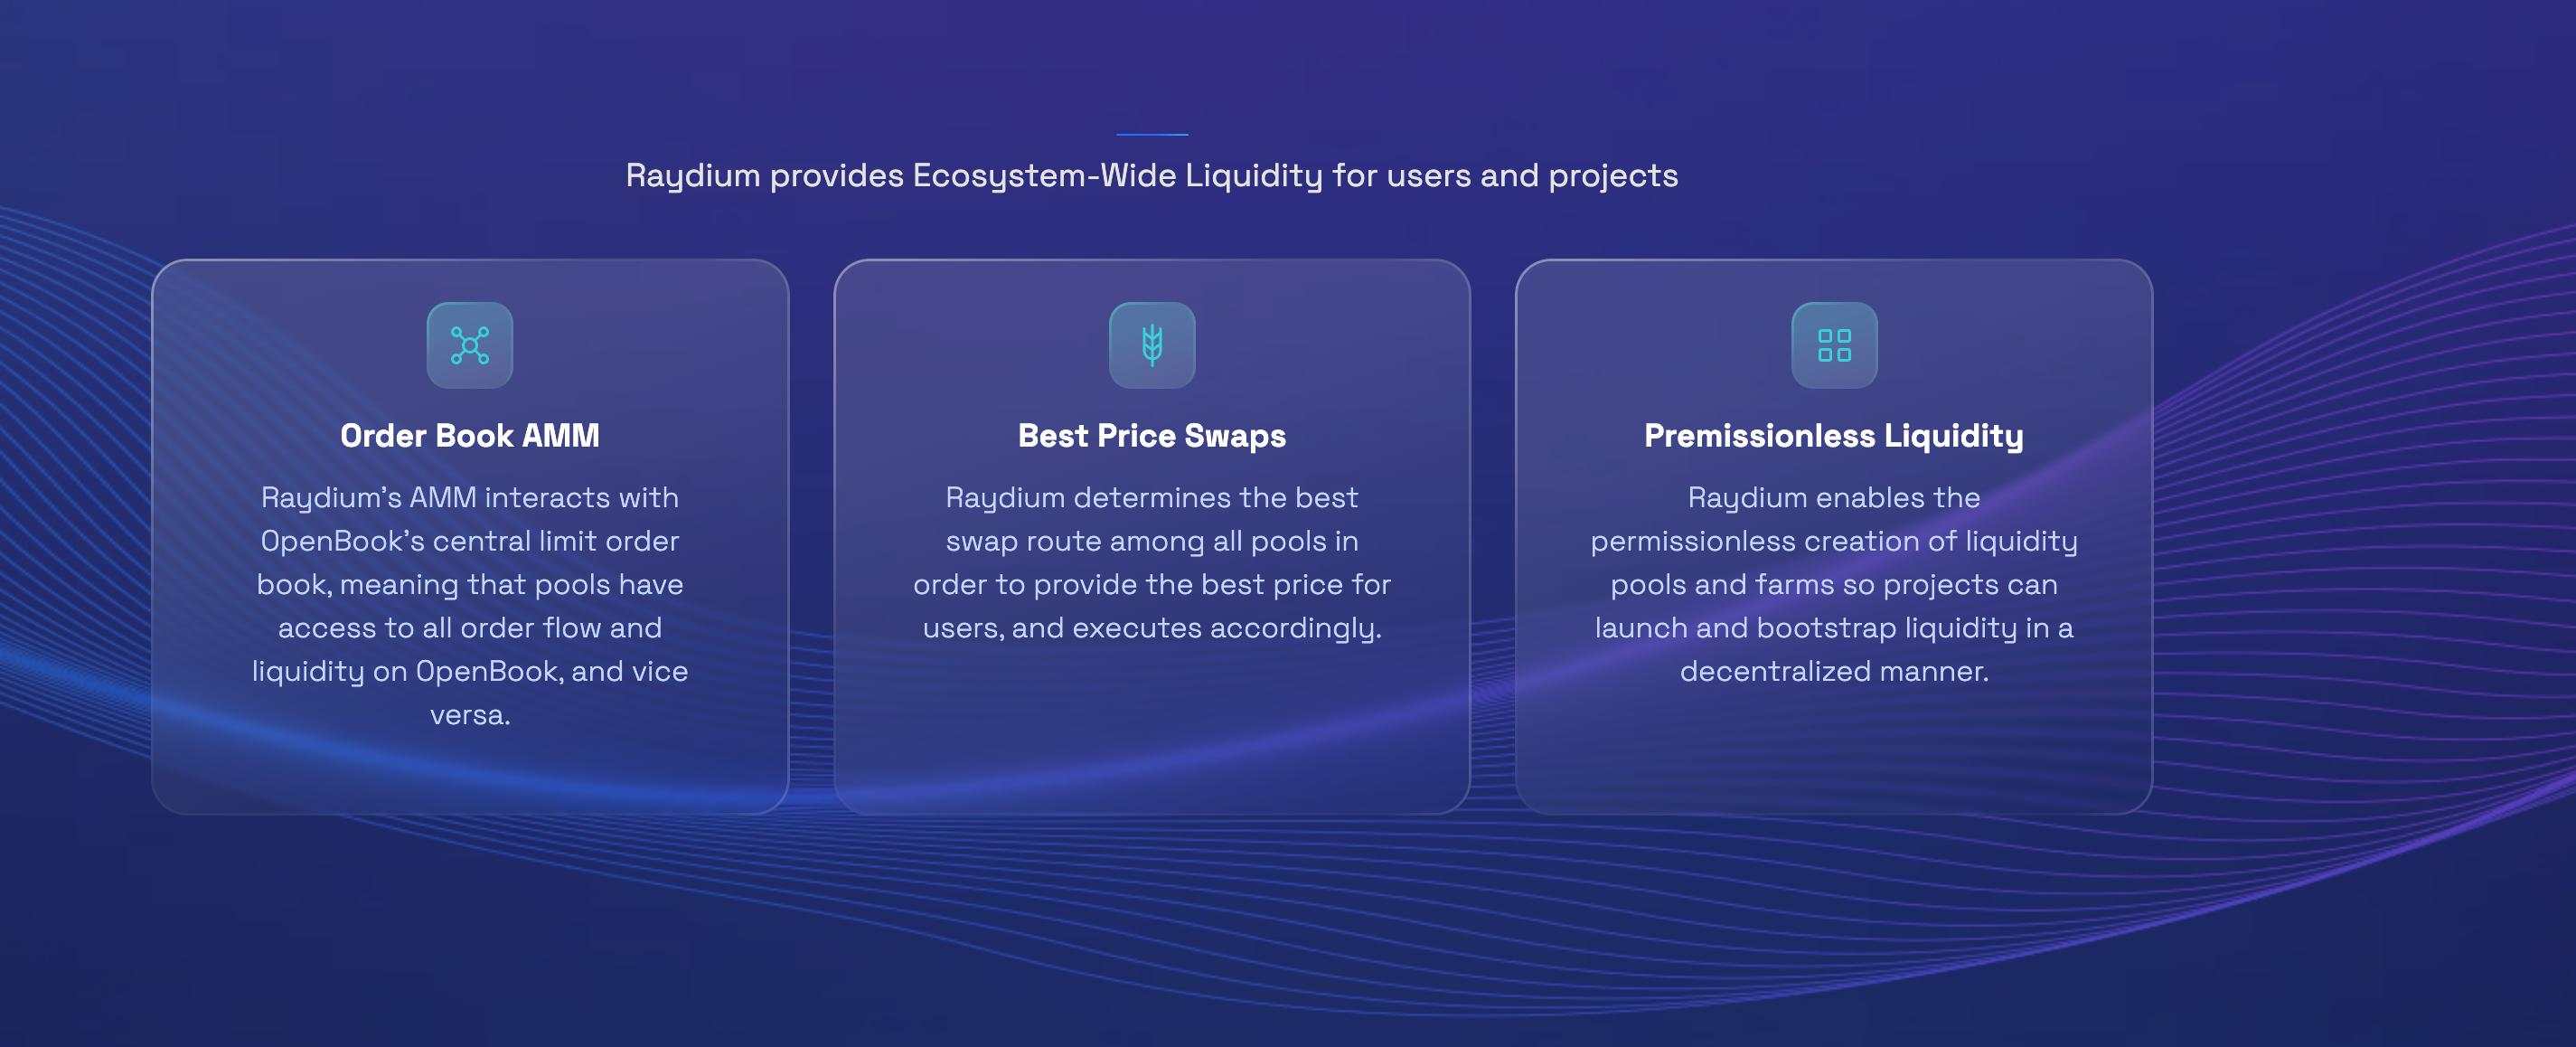 Raydium provides Ecosystem-Wide Liquidity for users and projects
Order Book AMM
Raydium’s AMM interacts with
OpenBook’s central limit order
book, meaning that pools have
access to all order flow and
liquidity on OpenBook, and vice
versa.
Best Price Swaps
Raydium determines the best
swap route among all pools in
order to provide the best price for
users, and executes accordingly.
Premissionless Liquidity
Raydium enables the
permissionless creation of liquidity
pools and farms so projects can
launch and bootstrap liquidity in a
decentralized manner.